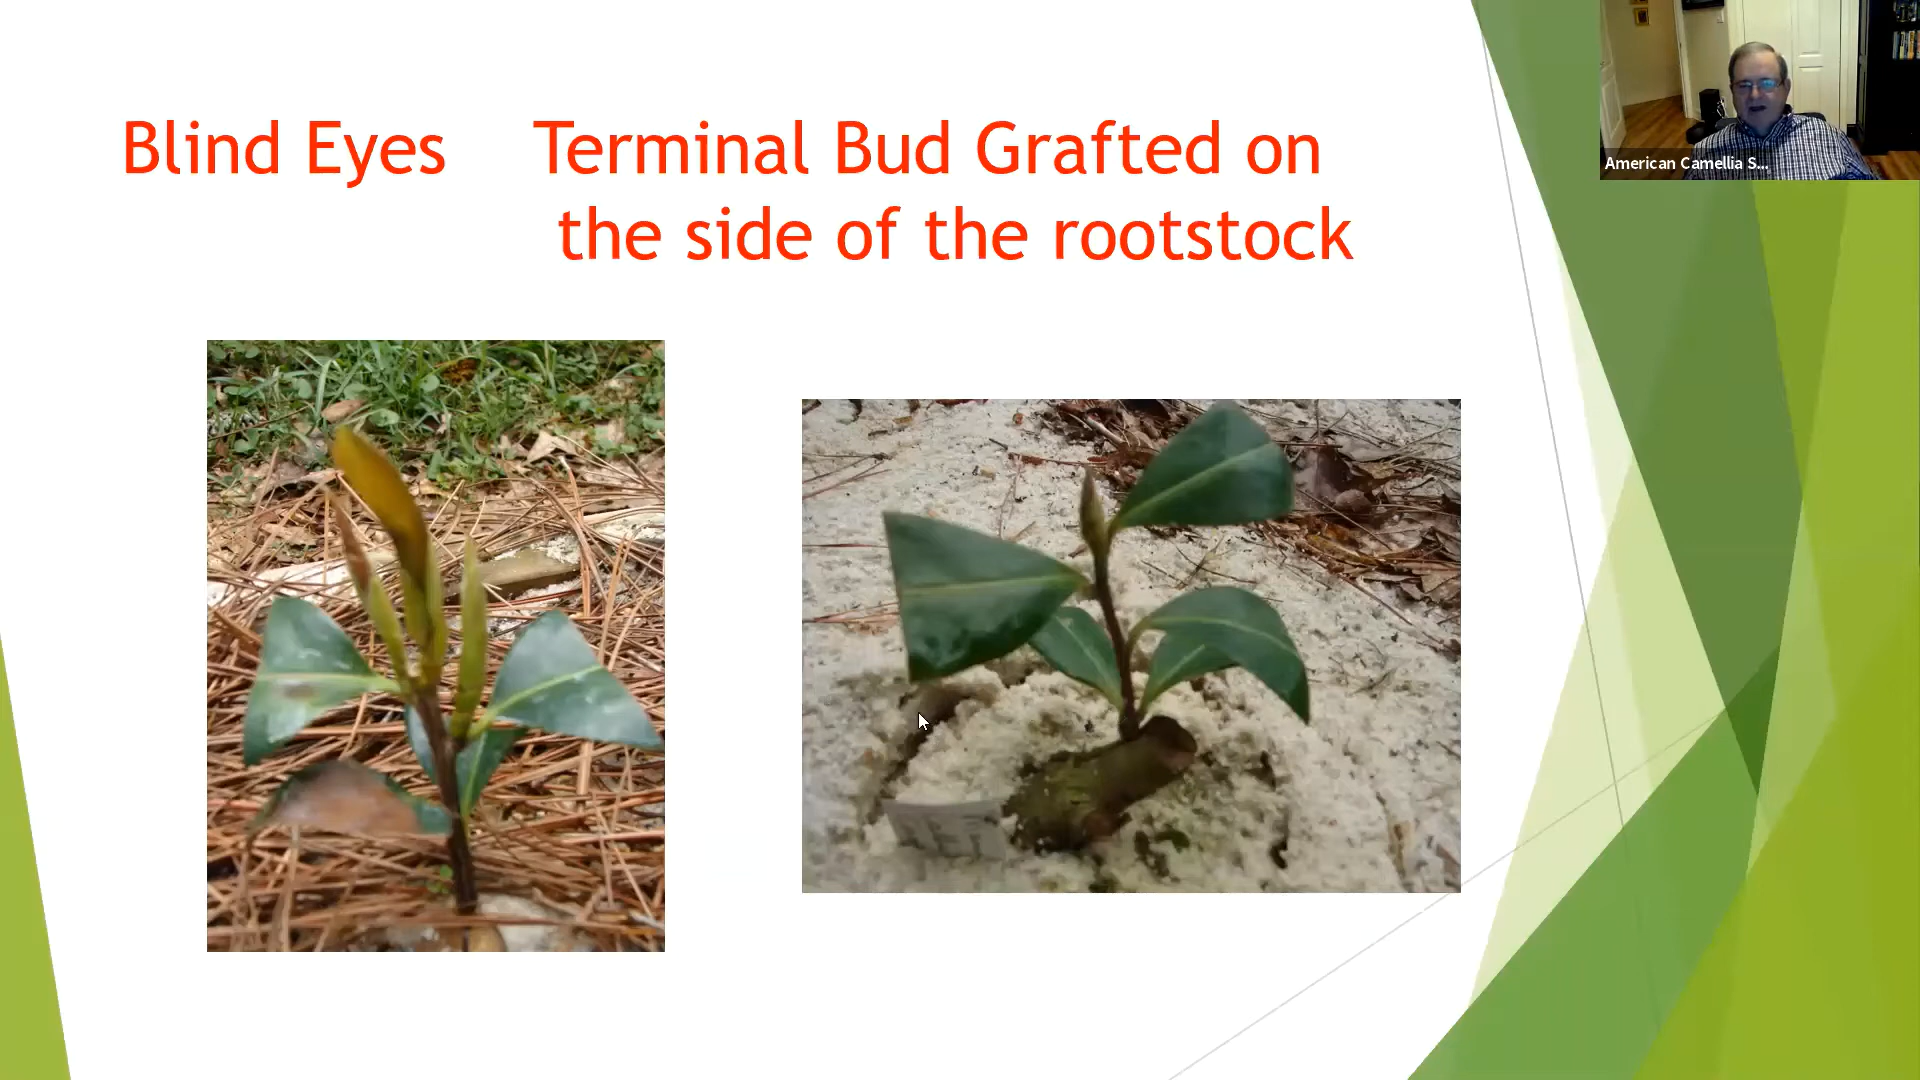 Blind Eyes Terminal Bud Grafted on
the side of the rootstock
American Camellia S...